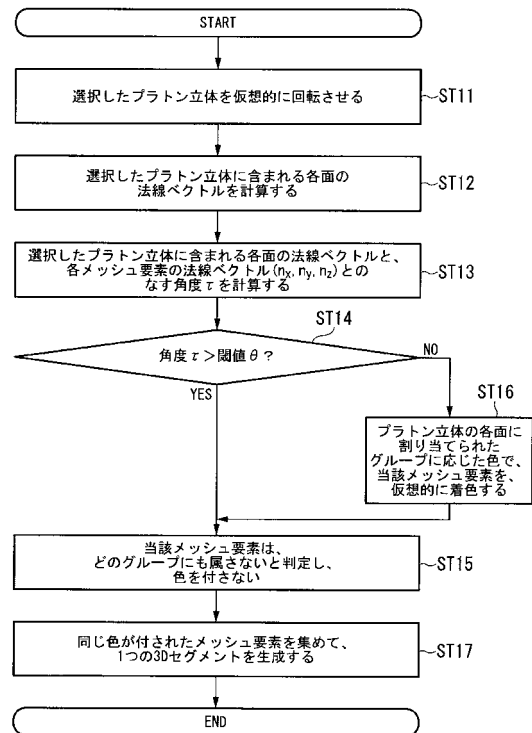 START
選択したプラトン立体を仮想的に回転させる
ST11
選択したプラトン立体に含まれる各面の
法線ベクトルを計算する
ST12
選択したプラトン立体に含まれる各面の法線ベクトルと、
各メッシュ要素の法線ベクトル(nx, ny, nz)との
なす角度τを計算する
ST13
ST14
角度τ>閾値θ?
NO
YES
ST16
プラトン立体の各面に
割り当てられた
グループに応じた色で、
当該メッシュ要素を、
仮想的に着色する
当該メッシュ要素は、
どのグループにも属さないと判定し、
色を付さない
ST15
同じ色が付されたメッシュ要素を集めて、
1つの3Dセグメントを生成する
ST17
END